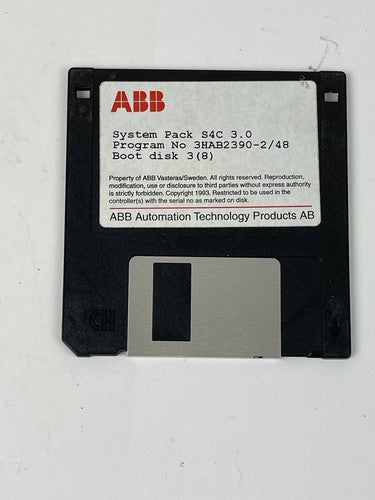 ABB
System Pack S4C 3.0
Program No 3HAB2390-2/48
Boot disk 3(8)
Property of ABB Vasteras/Sweden. All rights reserved. Reproduction,
modification, use or disclosure to third parties without express authority
is strictly forbidden. Copyright 1993. Restricted to be used in the
controller(s) with the serial no as marked on disk.
ABB Automation Technology Products AB